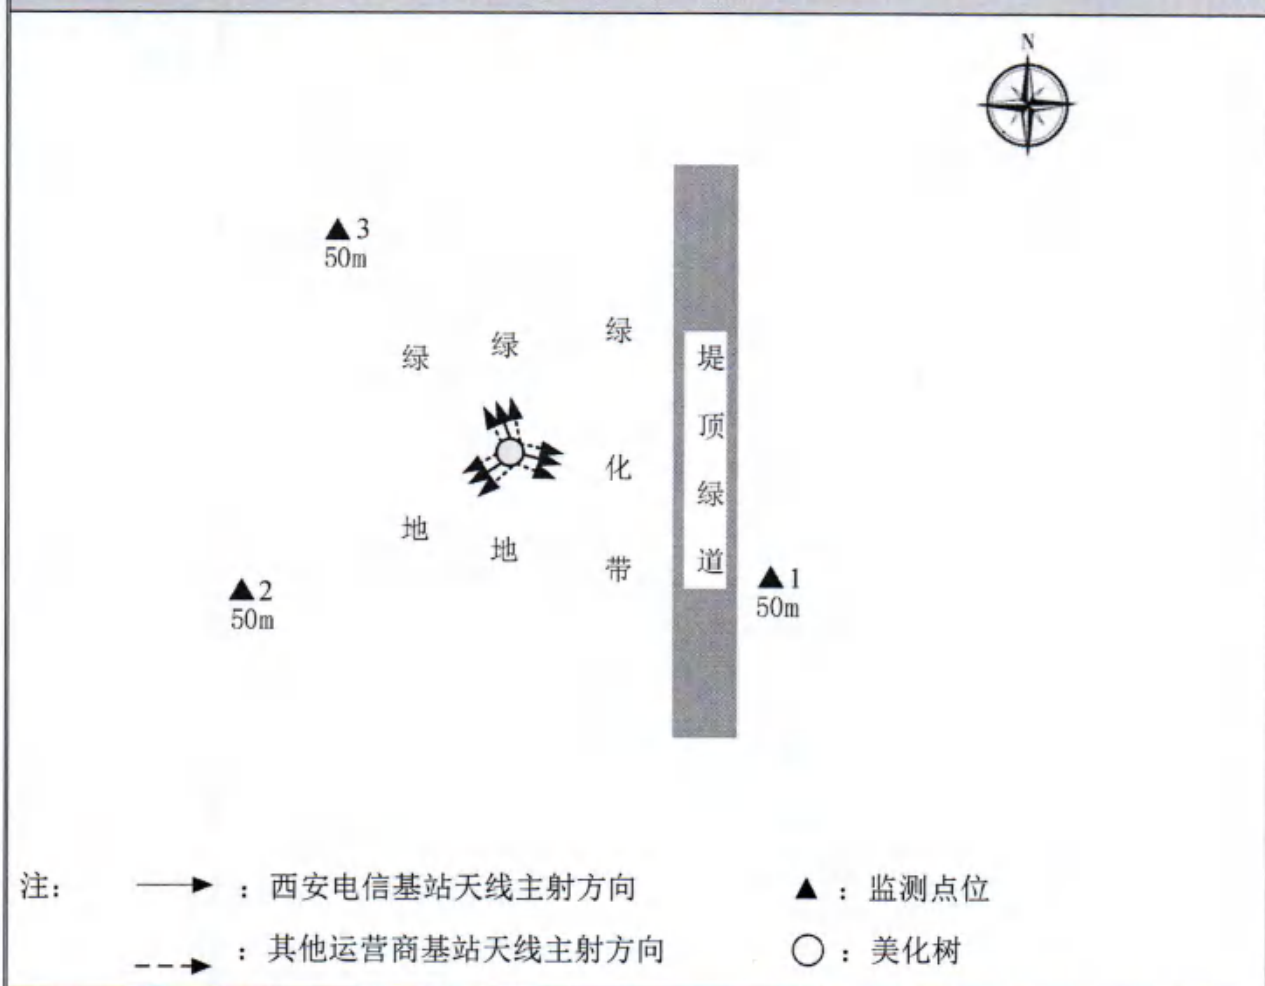 N
▲3
50m
绿地
绿地
绿化带
堤顶绿道
▲2
50m
▲1
50m
注：
：西安电信基站天线主射方向
▲：监测点位
：其他运营商基站天线主射方向
○：美化树